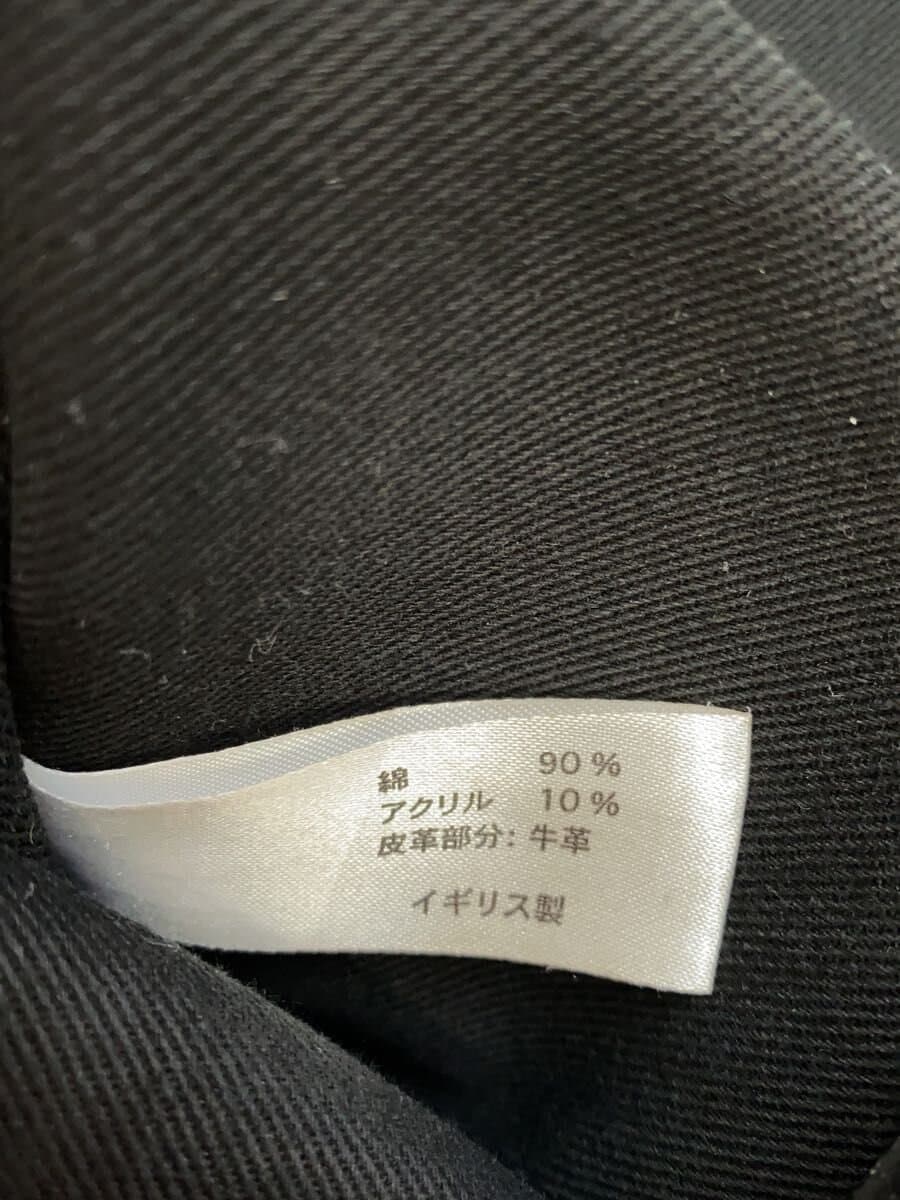 綿 90 %
アクリル 10 %
皮革部分: 牛革
イギリス製